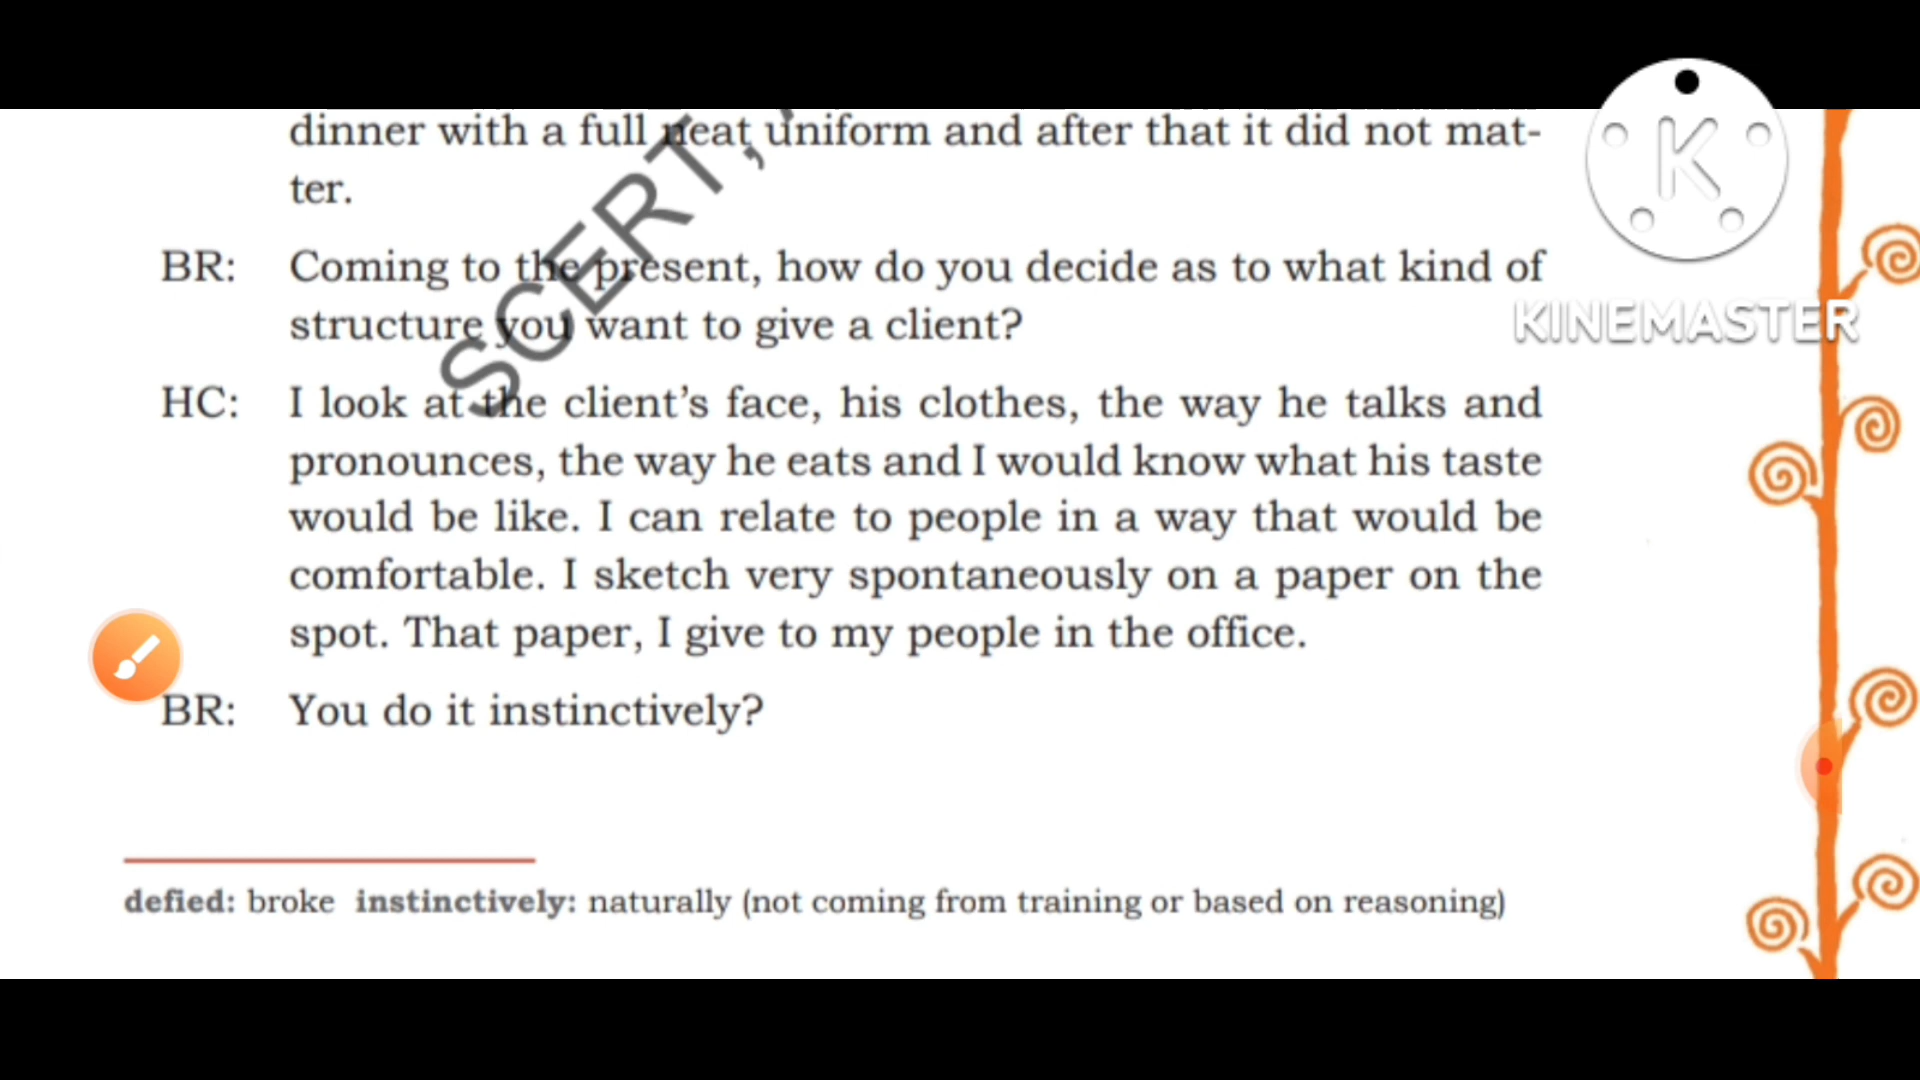 dinner with a full neat uniform and after that it did not mat-
ter.
BR: Coming to the present, how do you decide as to what kind of
structure you want to give a client?
HC: I look at the client's face, his clothes, the way he talks and
pronounces, the way he eats and I would know what his taste
would be like. I can relate to people in a way that would be
comfortable. I sketch very spontaneously on a paper on the
spot. That paper, I give to my people in the office.
BR: You do it instinctively?
defied: broke instinctively: naturally (not coming from training or based on reasoning)
SCERT,
K
KINEMASTER